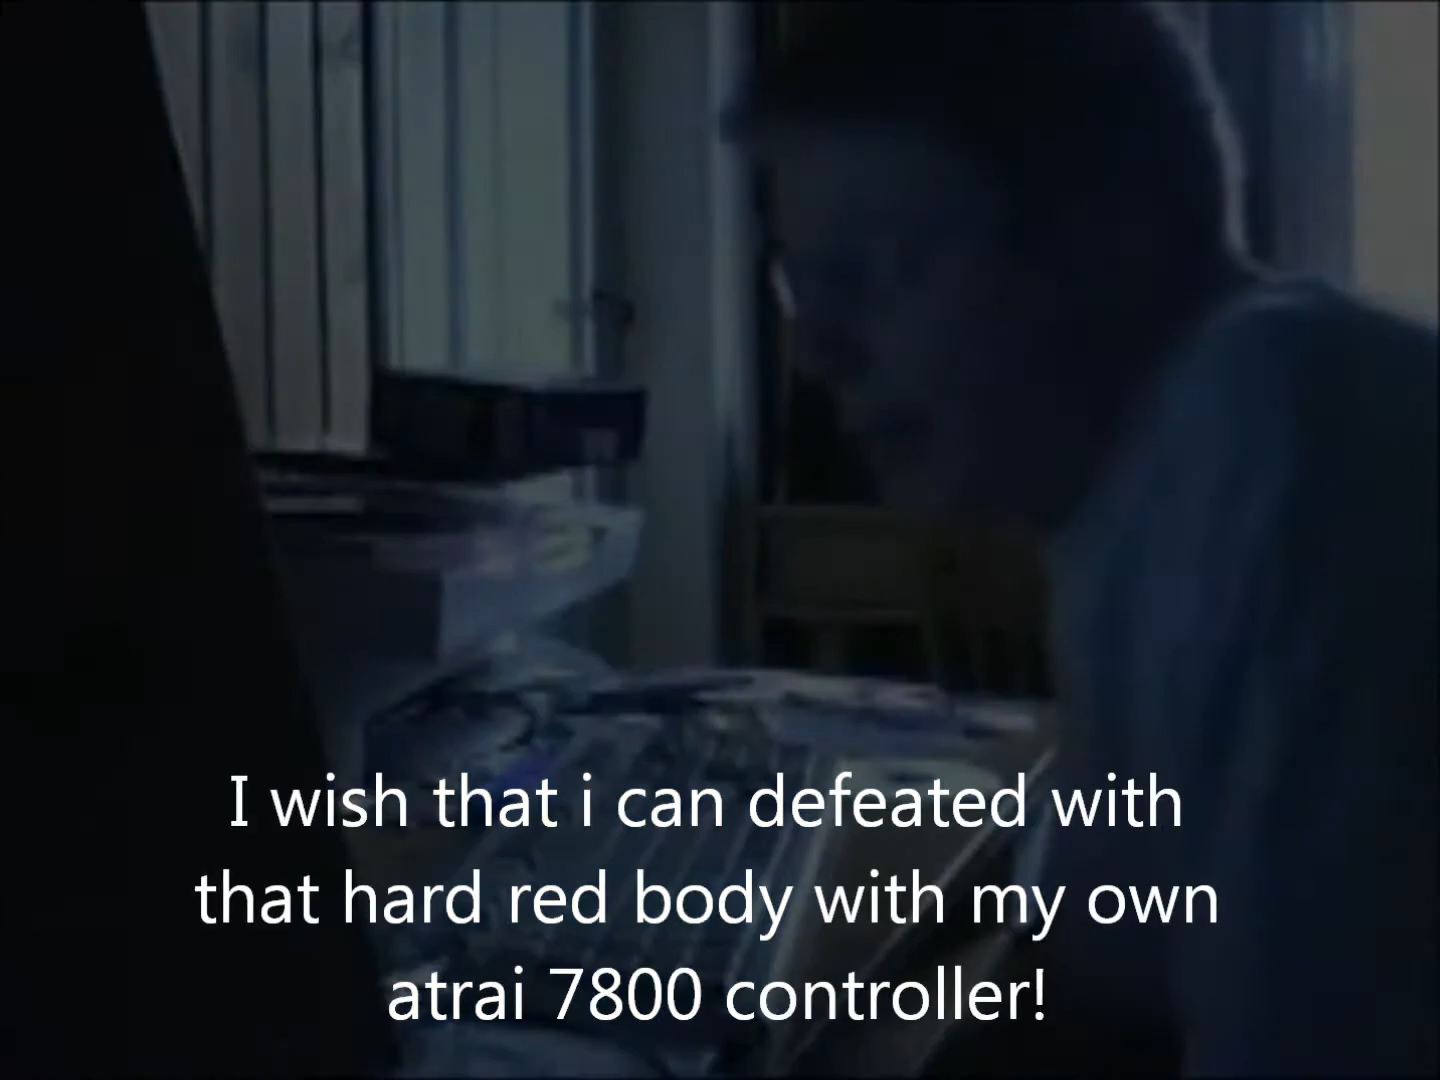 I wish that i can defeated with
that hard red body with my own
atrai 7800 controller!